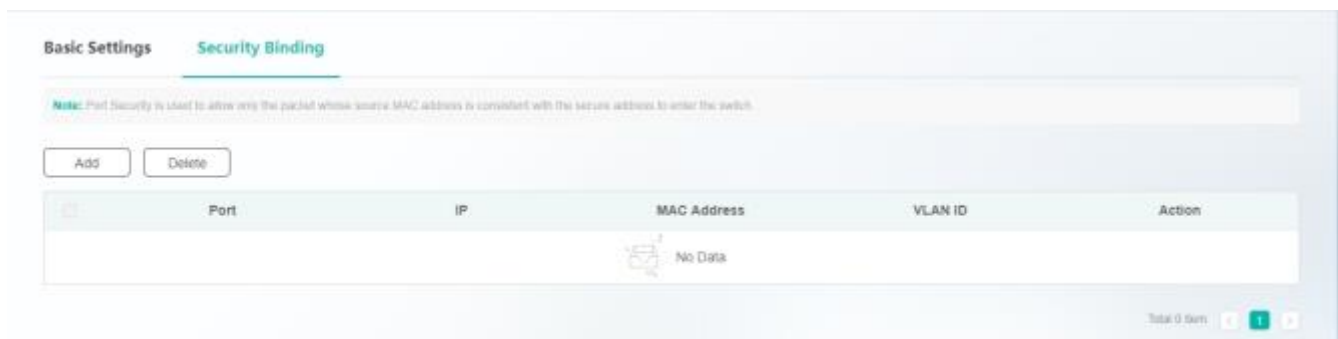 Basic Settings Security Binding
Note: Port Security is used to allow only the packet whose source MAC address is consistent with the secure address to enter the switch.
Add Delete
Port IP MAC Address VLAN ID Action
No Data
Total 0 item < 1 >